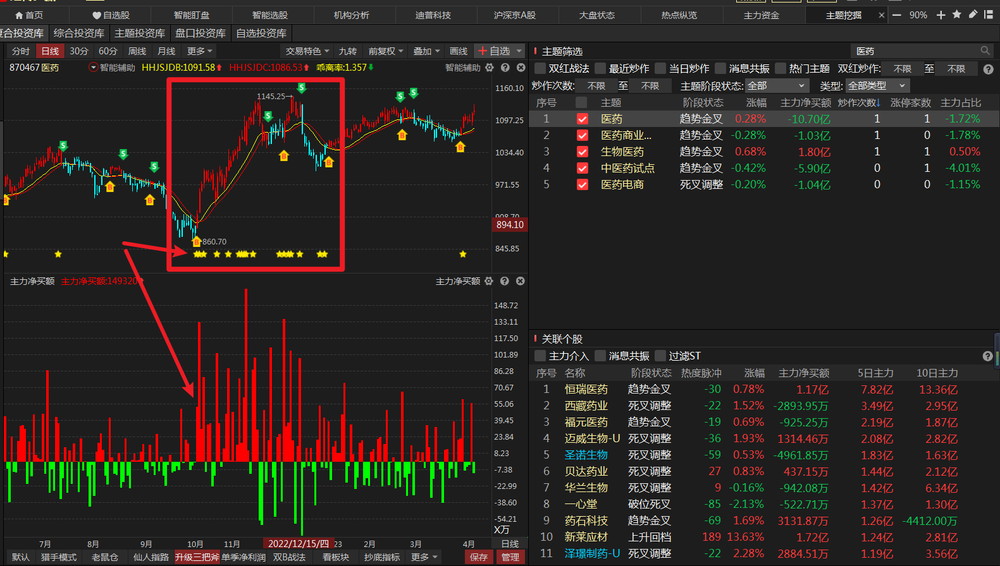 首页 自选股 智能盯盘 智能选股 机构分析 迪普科技 沪深京A股 大盘状态 热点纵览 主力资金 主题挖掘 × 90%
复合投资库 综合投资库 主题投资库 盘口投资库 自选投资库
分时 日线 30分 60分 周线 月线 更多 交易特色 九转 前复权 叠加 画线 +自选
870467 医药 智能辅助 HHJSJDB:1091.58 HHJSJDC:1086.53 乖离率:1.357 智能辅助
1160.10
1145.25→
1097.25
1034.40
971.55
908.70
894.10
860.70
845.85
S S S S S S S
B B B B B B B B
主力净买额 主力净买额:149320 主力净买额
148.72
133.11
117.50
101.89
86.28
70.67
55.06
39.45
23.84
8.23
-7.38
-22.99
-38.60
-54.21
X万
7月 8月 9月 10月 11月 2022/12/15/四 23 2月 3月 4月 日线
默认 猎手模式 老鼠仓 仙人指路 升级三把斧 单季净利润 双B战法 看板块 抄底指标 更多 保存 管理
主题筛选 医药
双红战法 最近炒作 当日炒作 消息共振 热门主题 双红炒作: 不限 至 不限
炒作次数: 不限 至 不限 主题阶段状态: 全部 类型: 全部类型
序号 主题 阶段状态 涨幅 主力净买额 炒作次数↓ 涨停家数 主力占比
1 医药 趋势金叉 0.28% -10.70亿 1 1 -1.72%
2 医药商业... 趋势金叉 -0.28% -1.03亿 1 0 -1.78%
3 生物医药 趋势金叉 0.68% 1.80亿 1 1 0.50%
4 中医药试点 趋势金叉 -0.42% -5.90亿 0 1 -4.01%
5 医药电商 死叉调整 -0.20% -1.04亿 0 0 -1.15%
关联个股
主力介入 消息共振 过滤ST
序号 名称 阶段状态 热度脉冲 涨幅 主力净买额 5日主力 10日主力
1 恒瑞医药 趋势金叉 -30 0.78% 1.17亿 7.82亿 13.36亿
2 西藏药业 死叉调整 -22 1.52% -2893.95万 3.49亿 2.95亿
3 福元医药 趋势金叉 -19 0.69% -925.25万 2.19亿 1.87亿
4 迈威生物-U 死叉调整 -36 1.93% 1314.46万 2.08亿 2.82亿
5 圣诺生物 死叉调整 -59 0.53% -4961.85万 1.83亿 1.63亿
6 贝达药业 死叉调整 27 0.83% 437.15万 1.44亿 2.12亿
7 华兰生物 死叉调整 9 -0.16% -942.08万 1.42亿 6.34亿
8 一心堂 破位死叉 -85 -2.13% -522.71万 1.37亿 1.30亿
9 药石科技 趋势金叉 -69 1.69% 3131.87万 1.26亿 -4412.00万
10 新莱应材 上升回档 189 13.63% 1.72亿 1.24亿 2.81亿
11 泽璟制药-U 死叉调整 -22 2.28% 2884.51万 1.19亿 3.56亿